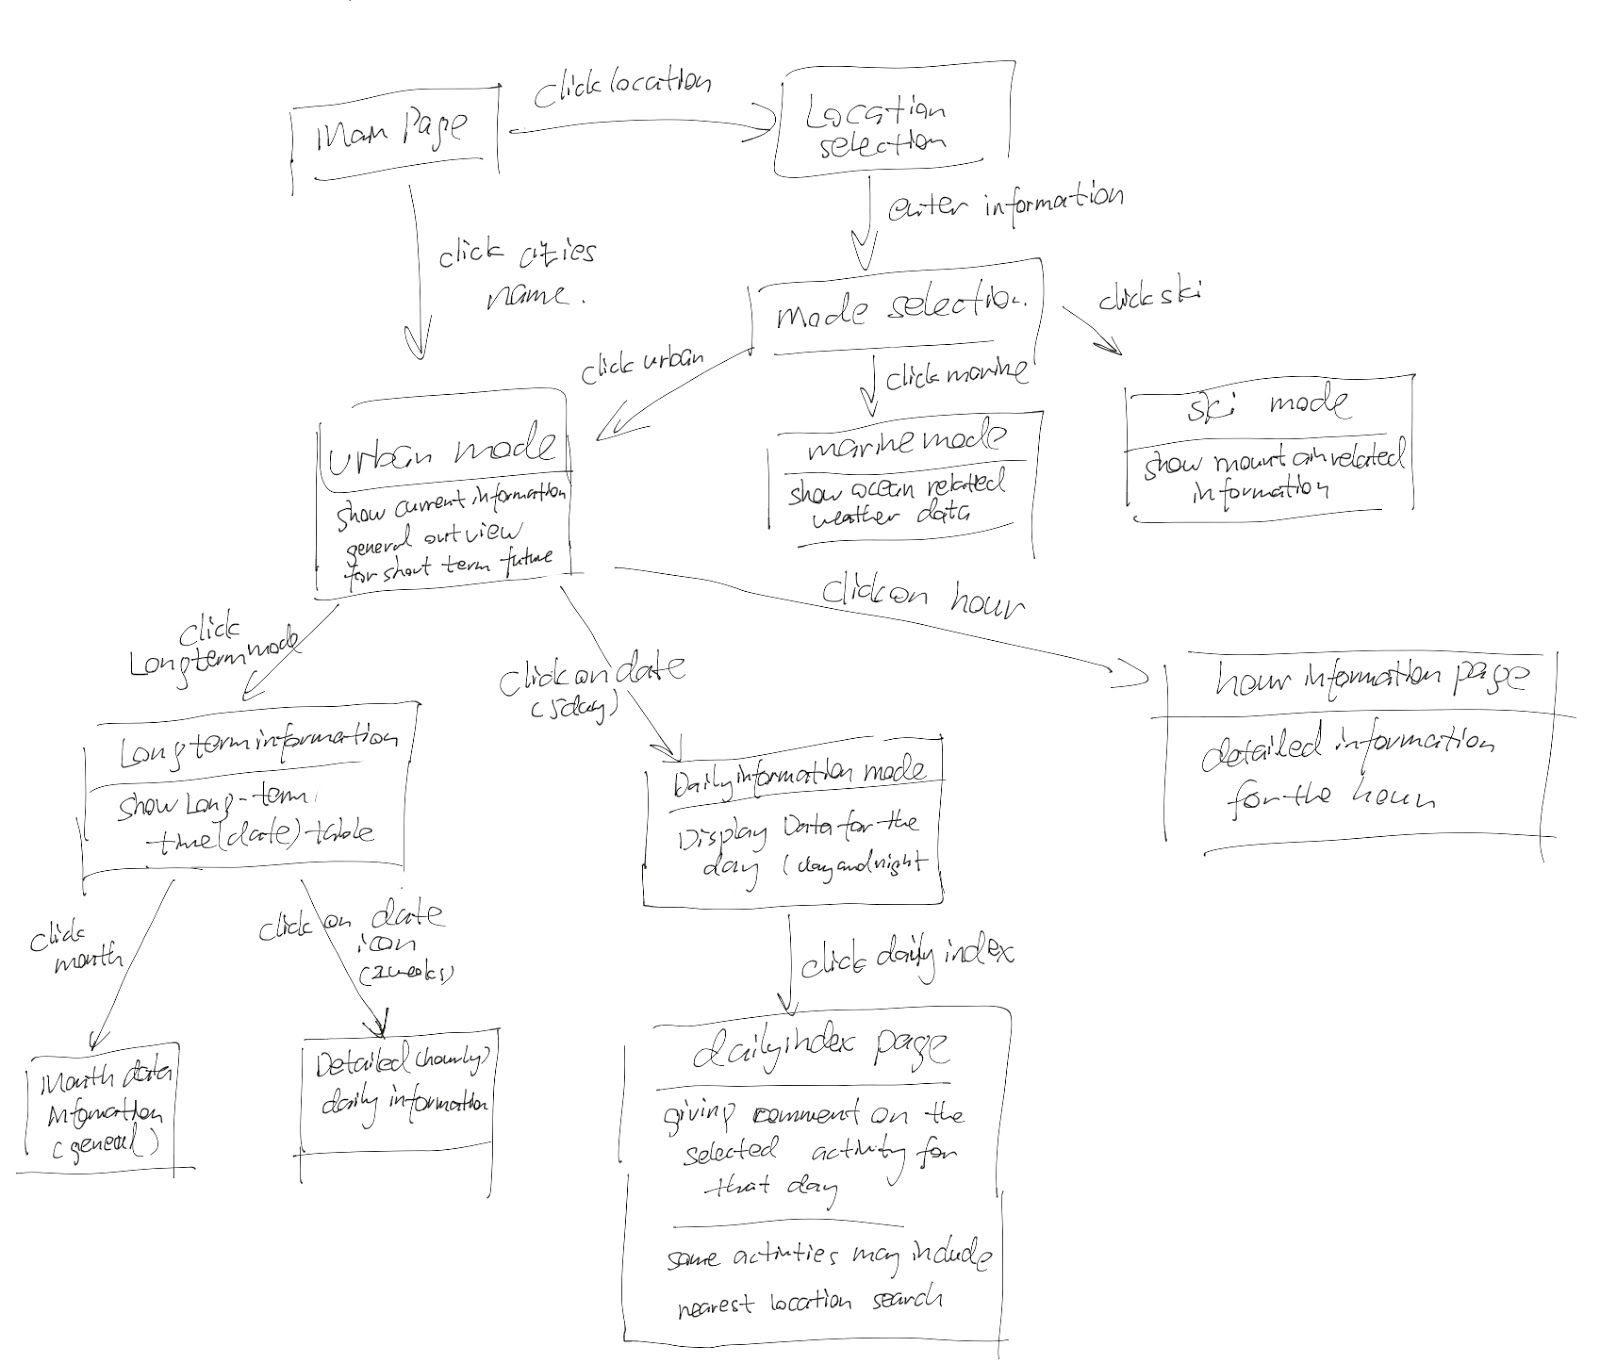 Main Page
click location
Location
selection
enter information
click cities
name.
mode selection.
click ski
click urban
click marine
urban mode
show current information
general outview
for short term future
marine mode
show ocean related
weather data
ski mode
show mountain related
information
click
Long term mode
click on date
(5day)
click on hour
hour information page
detailed information
for the hour
Long term information
show Long-term
time(date)-table
Daily information mode
Display Data for the
day (day and night
click
month
click on date
icon
(2weeks)
click daily index
Month data
information
(general)
Detailed (hourly)
daily information
daily index page
giving comment on the
selected activity for
that day
some activities may include
nearest location search